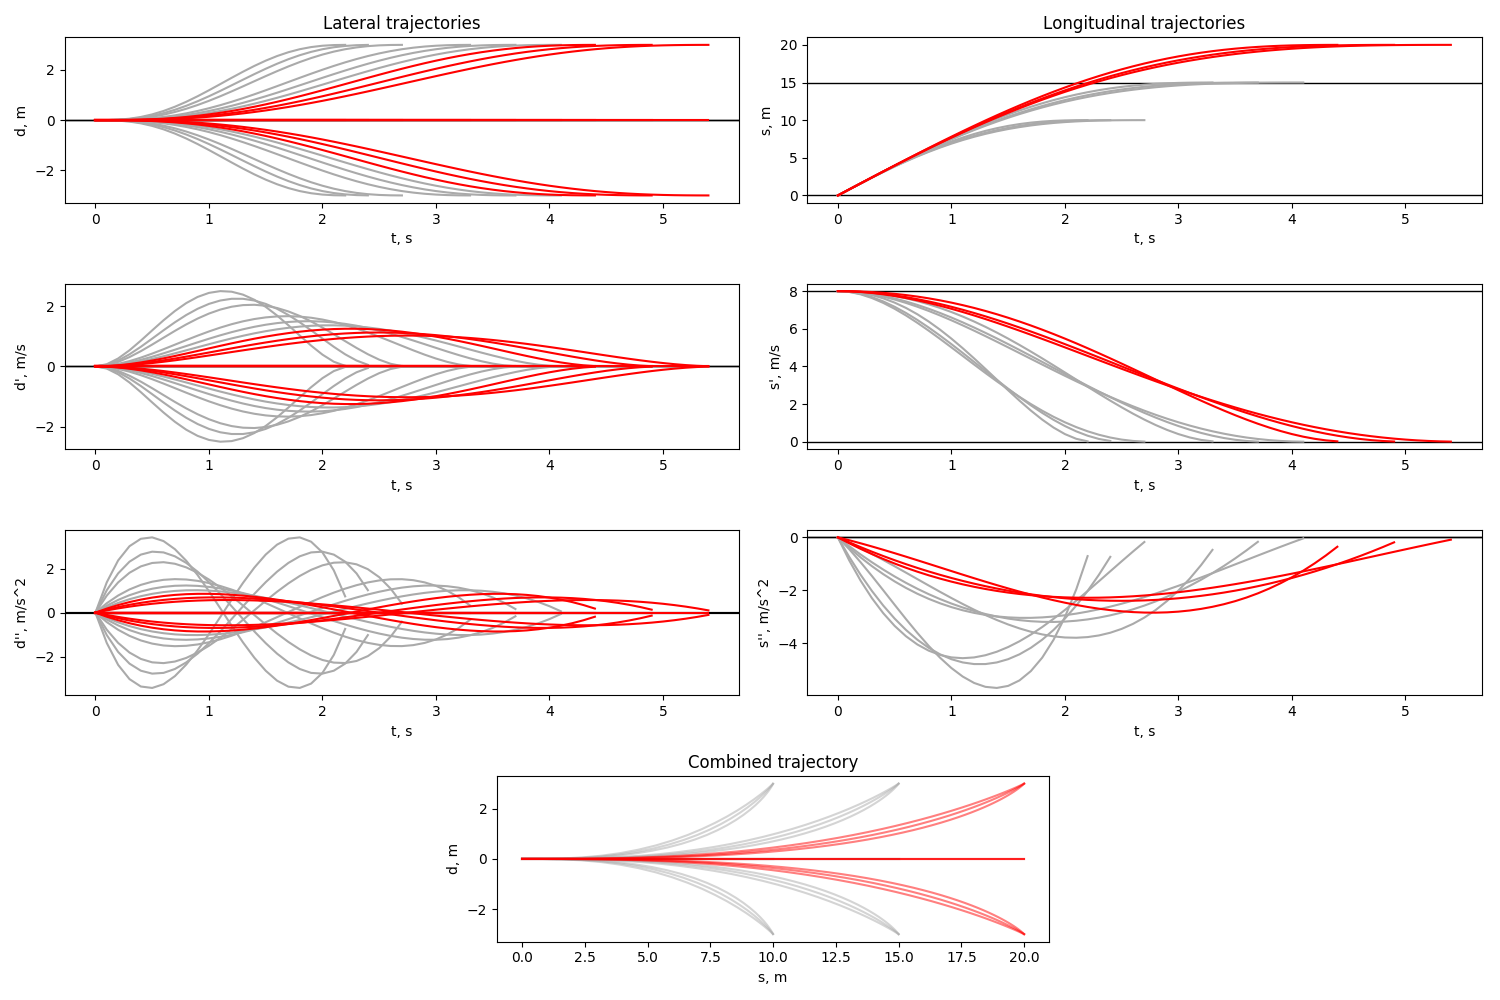 Lateral trajectories
d, m
2
0
−2
0 1 2 3 4 5
t, s
Longitudinal trajectories
s, m
20
15
10
5
0
0 1 2 3 4 5
t, s
d', m/s
2
0
−2
0 1 2 3 4 5
t, s
s', m/s
8
6
4
2
0
0 1 2 3 4 5
t, s
d'', m/s^2
2
0
−2
0 1 2 3 4 5
t, s
s'', m/s^2
0
−2
−4
0 1 2 3 4 5
t, s
Combined trajectory
d, m
2
0
−2
0.0 2.5 5.0 7.5 10.0 12.5 15.0 17.5 20.0
s, m